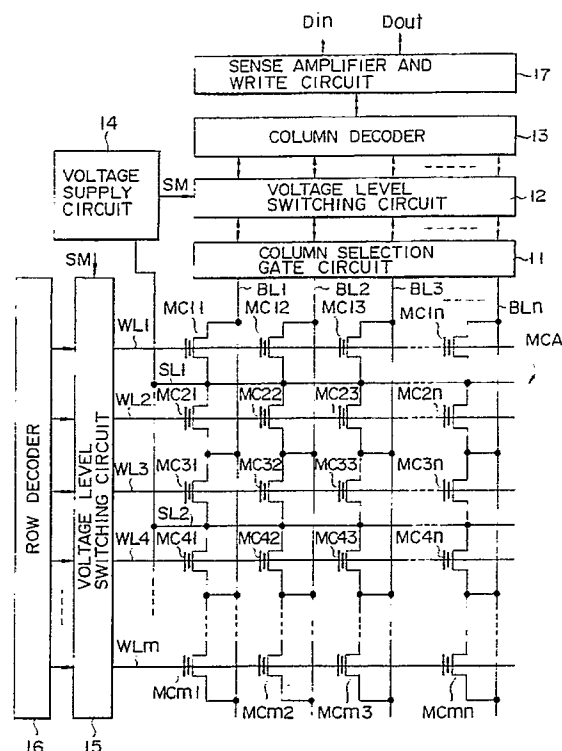 Din Dout
SENSE AMPLIFIER AND
WRITE CIRCUIT
17
14
COLUMN DECODER
13
VOLTAGE
SUPPLY
CIRCUIT
SM
VOLTAGE LEVEL
SWITCHING CIRCUIT
12
COLUMN SELECTION
GATE CIRCUIT
11
SM
BL1 BL2 BL3 BLn
MC11 MC12 MC13 MC1n
WL1
MCA
SL1
WL2 MC21 MC22 MC23 MC2n
WL3 MC31 MC32 MC33 MC3n
SL2
WL4 MC41 MC42 MC43 MC4n
WLm
MCm1 MCm2 MCm3 MCmn
ROW DECODER
VOLTAGE LEVEL
SWITCHING CIRCUIT
16 15